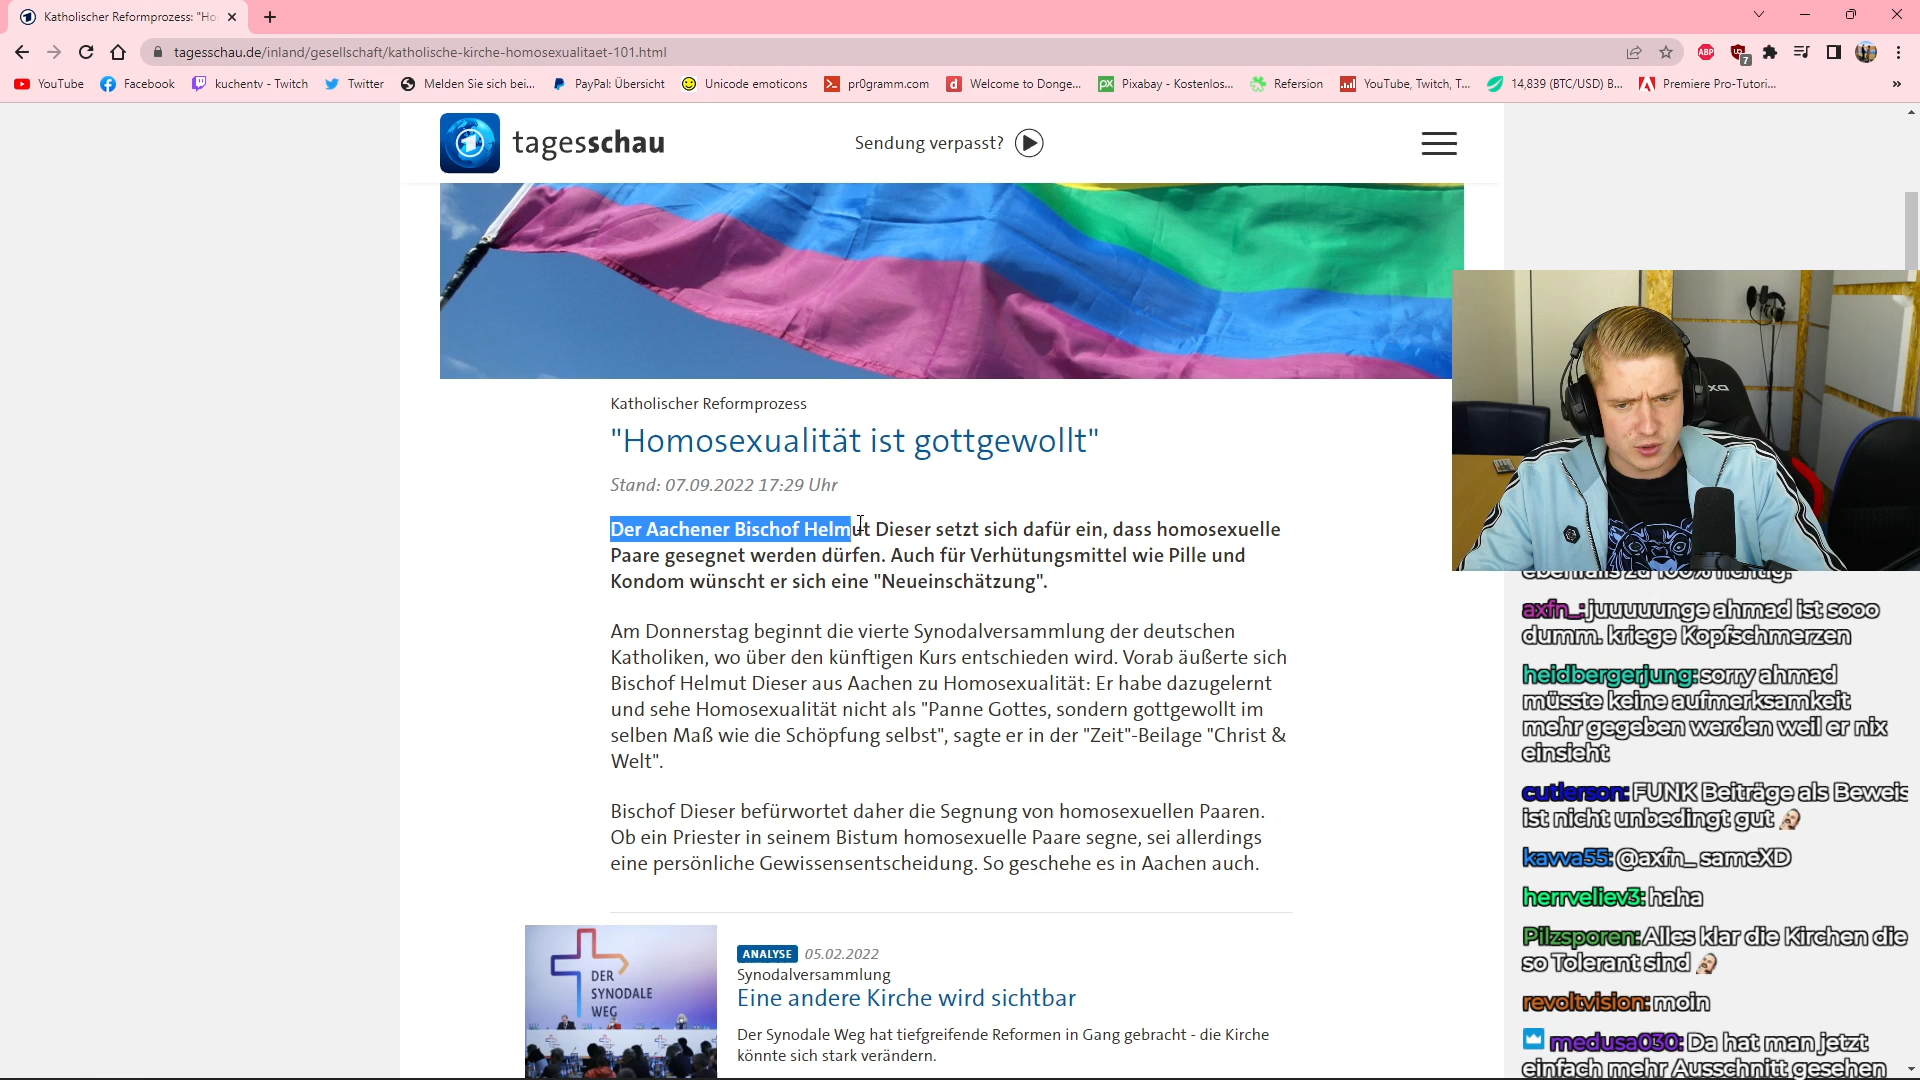 Katholischer Reformprozess: "Ho
tagesschau.de/inland/gesellschaft/katholische-kirche-homosexualitaet-101.html
ABP
7
YouTube
Facebook
kuchentv - Twitch
Twitter
Melden Sie sich bei...
PayPal: Übersicht
Unicode emoticons
pr0gramm.com
Welcome to Donge...
Pixabay - Kostenlos...
Refersion
YouTube, Twitch, T...
14,839 (BTC/USD) B...
Premiere Pro-Tutori...
»
tagesschau
Sendung verpasst?
Katholischer Reformprozess
"Homosexualität ist gottgewollt"
Stand: 07.09.2022 17:29 Uhr
Der Aachener Bischof Helmut Dieser setzt sich dafür ein, dass homosexuelle
Paare gesegnet werden dürfen. Auch für Verhütungsmittel wie Pille und
Kondom wünscht er sich eine "Neueinschätzung".
Am Donnerstag beginnt die vierte Synodalversammlung der deutschen
Katholiken, wo über den künftigen Kurs entschieden wird. Vorab äußerte sich
Bischof Helmut Dieser aus Aachen zu Homosexualität: Er habe dazugelernt
und sehe Homosexualität nicht als "Panne Gottes, sondern gottgewollt im
selben Maß wie die Schöpfung selbst", sagte er in der "Zeit"-Beilage "Christ &
Welt".
Bischof Dieser befürwortet daher die Segnung von homosexuellen Paaren.
Ob ein Priester in seinem Bistum homosexuelle Paare segne, sei allerdings
eine persönliche Gewissensentscheidung. So geschehe es in Aachen auch.
DER
SYNODALE
WEG
ANALYSE 05.02.2022
Synodalversammlung
Eine andere Kirche wird sichtbar
Der Synodale Weg hat tiefgreifende Reformen in Gang gebracht - die Kirche
könnte sich stark verändern.
ebenfalls zu 100% richtig.
axfn_: juuuuunge ahmad ist sooo
dumm. kriege Kopfschmerzen
heidbergerjung: sorry ahmad
müsste keine aufmerksamkeit
mehr gegeben werden weil er nix
einsieht
cutlerson: FUNK Beiträge als Beweis
ist nicht unbedingt gut
kavva55: @axfn_ sameXD
herrveliev3: haha
Pilzsporen: Alles klar die Kirchen die
so Tolerant sind
revoltvision: moin
medusa030: Da hat man jetzt
einfach mehr Ausschnitt gesehen